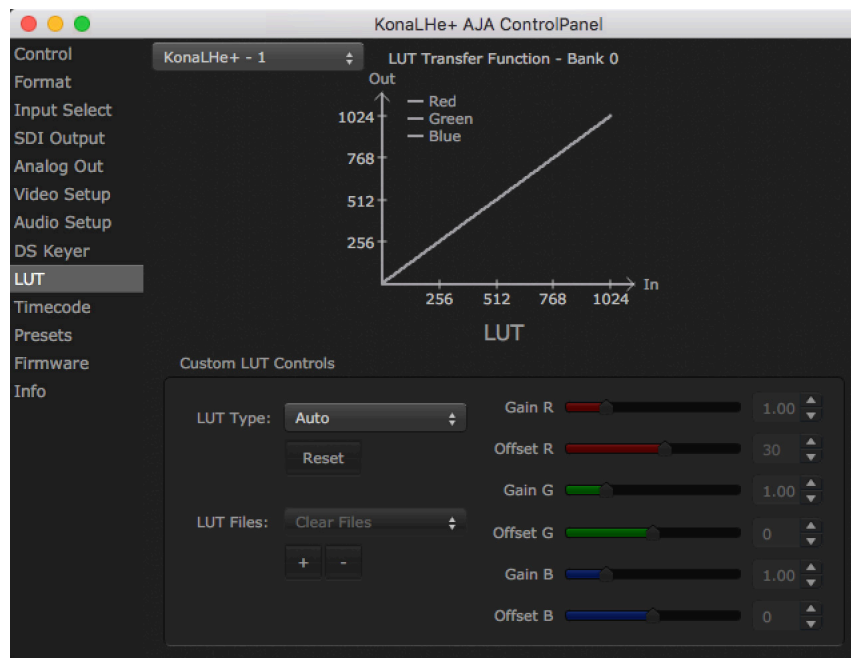 KonaLHe+ AJA ControlPanel
Control
Format
Input Select
SDI Output
Analog Out
Video Setup
Audio Setup
DS Keyer
LUT
Timecode
Presets
Firmware
Info
KonaLHe+ - 1
LUT Transfer Function - Bank 0
Out
Red
Green
Blue
1024
768
512
256
In
256 512 768 1024
LUT
Custom LUT Controls
LUT Type: Auto
Reset
LUT Files: Clear Files
+ -
Gain R 1.00
Offset R 30
Gain G 1.00
Offset G 0
Gain B 1.00
Offset B 0